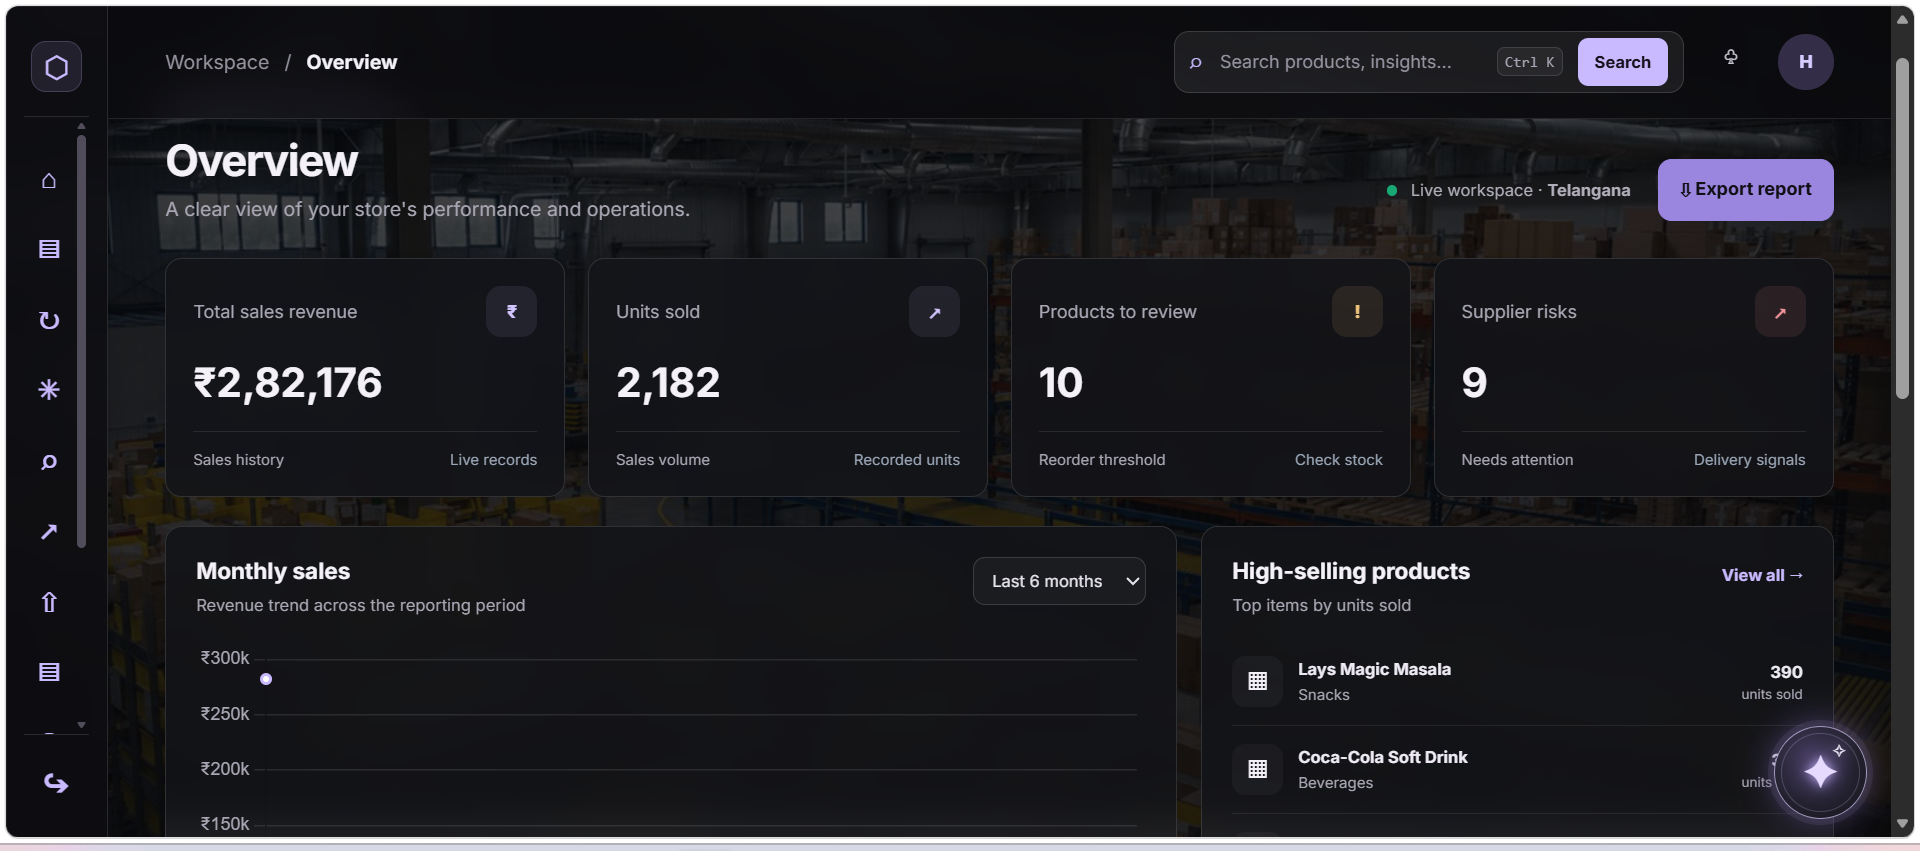 Workspace / Overview
Search products, insights...
Ctrl K
Search
H
Overview
A clear view of your store's performance and operations.
Live workspace · Telangana
⇩ Export report
Total sales revenue
₹
₹2,82,176
Sales history
Live records
Units sold
↗
2,182
Sales volume
Recorded units
Products to review
!
10
Reorder threshold
Check stock
Supplier risks
↗
9
Needs attention
Delivery signals
Monthly sales
Revenue trend across the reporting period
Last 6 months
₹300k
₹250k
₹200k
₹150k
High-selling products
Top items by units sold
View all →
Lays Magic Masala
Snacks
390
units sold
Coca-Cola Soft Drink
Beverages
units